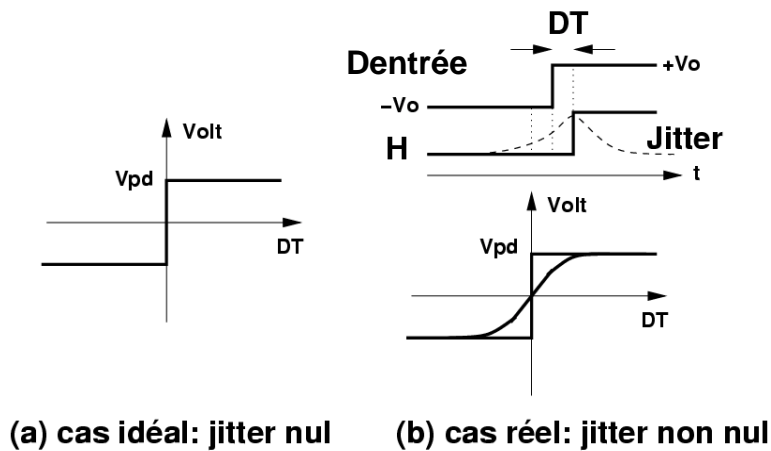 Volt
Vpd
DT
(a) cas idéal: jitter nul
DT
Dentrée
+Vo
–Vo
H
Jitter
t
Volt
Vpd
DT
(b) cas réel: jitter non nul